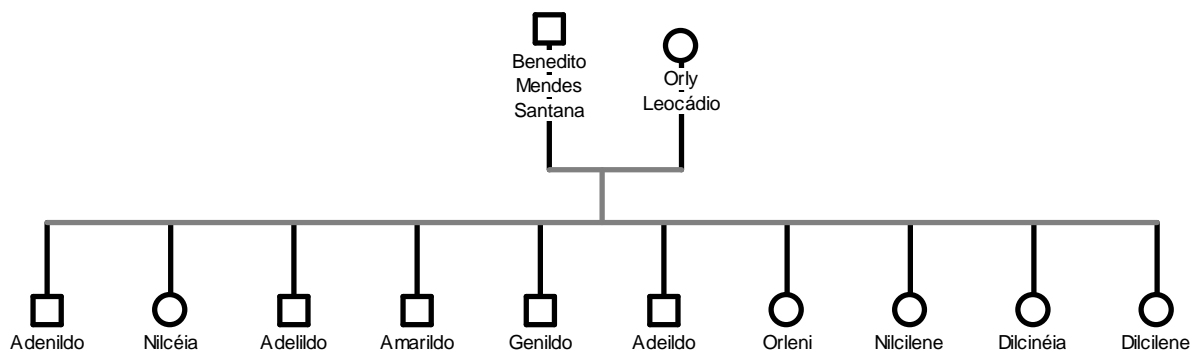 Benedito
Mendes
Santana
Orly
Leocádio
Adenildo
Nilcéia
Adelildo
Amarildo
Genildo
Adeildo
Orleni
Nilcilene
Dilcinéia
Dilcilene